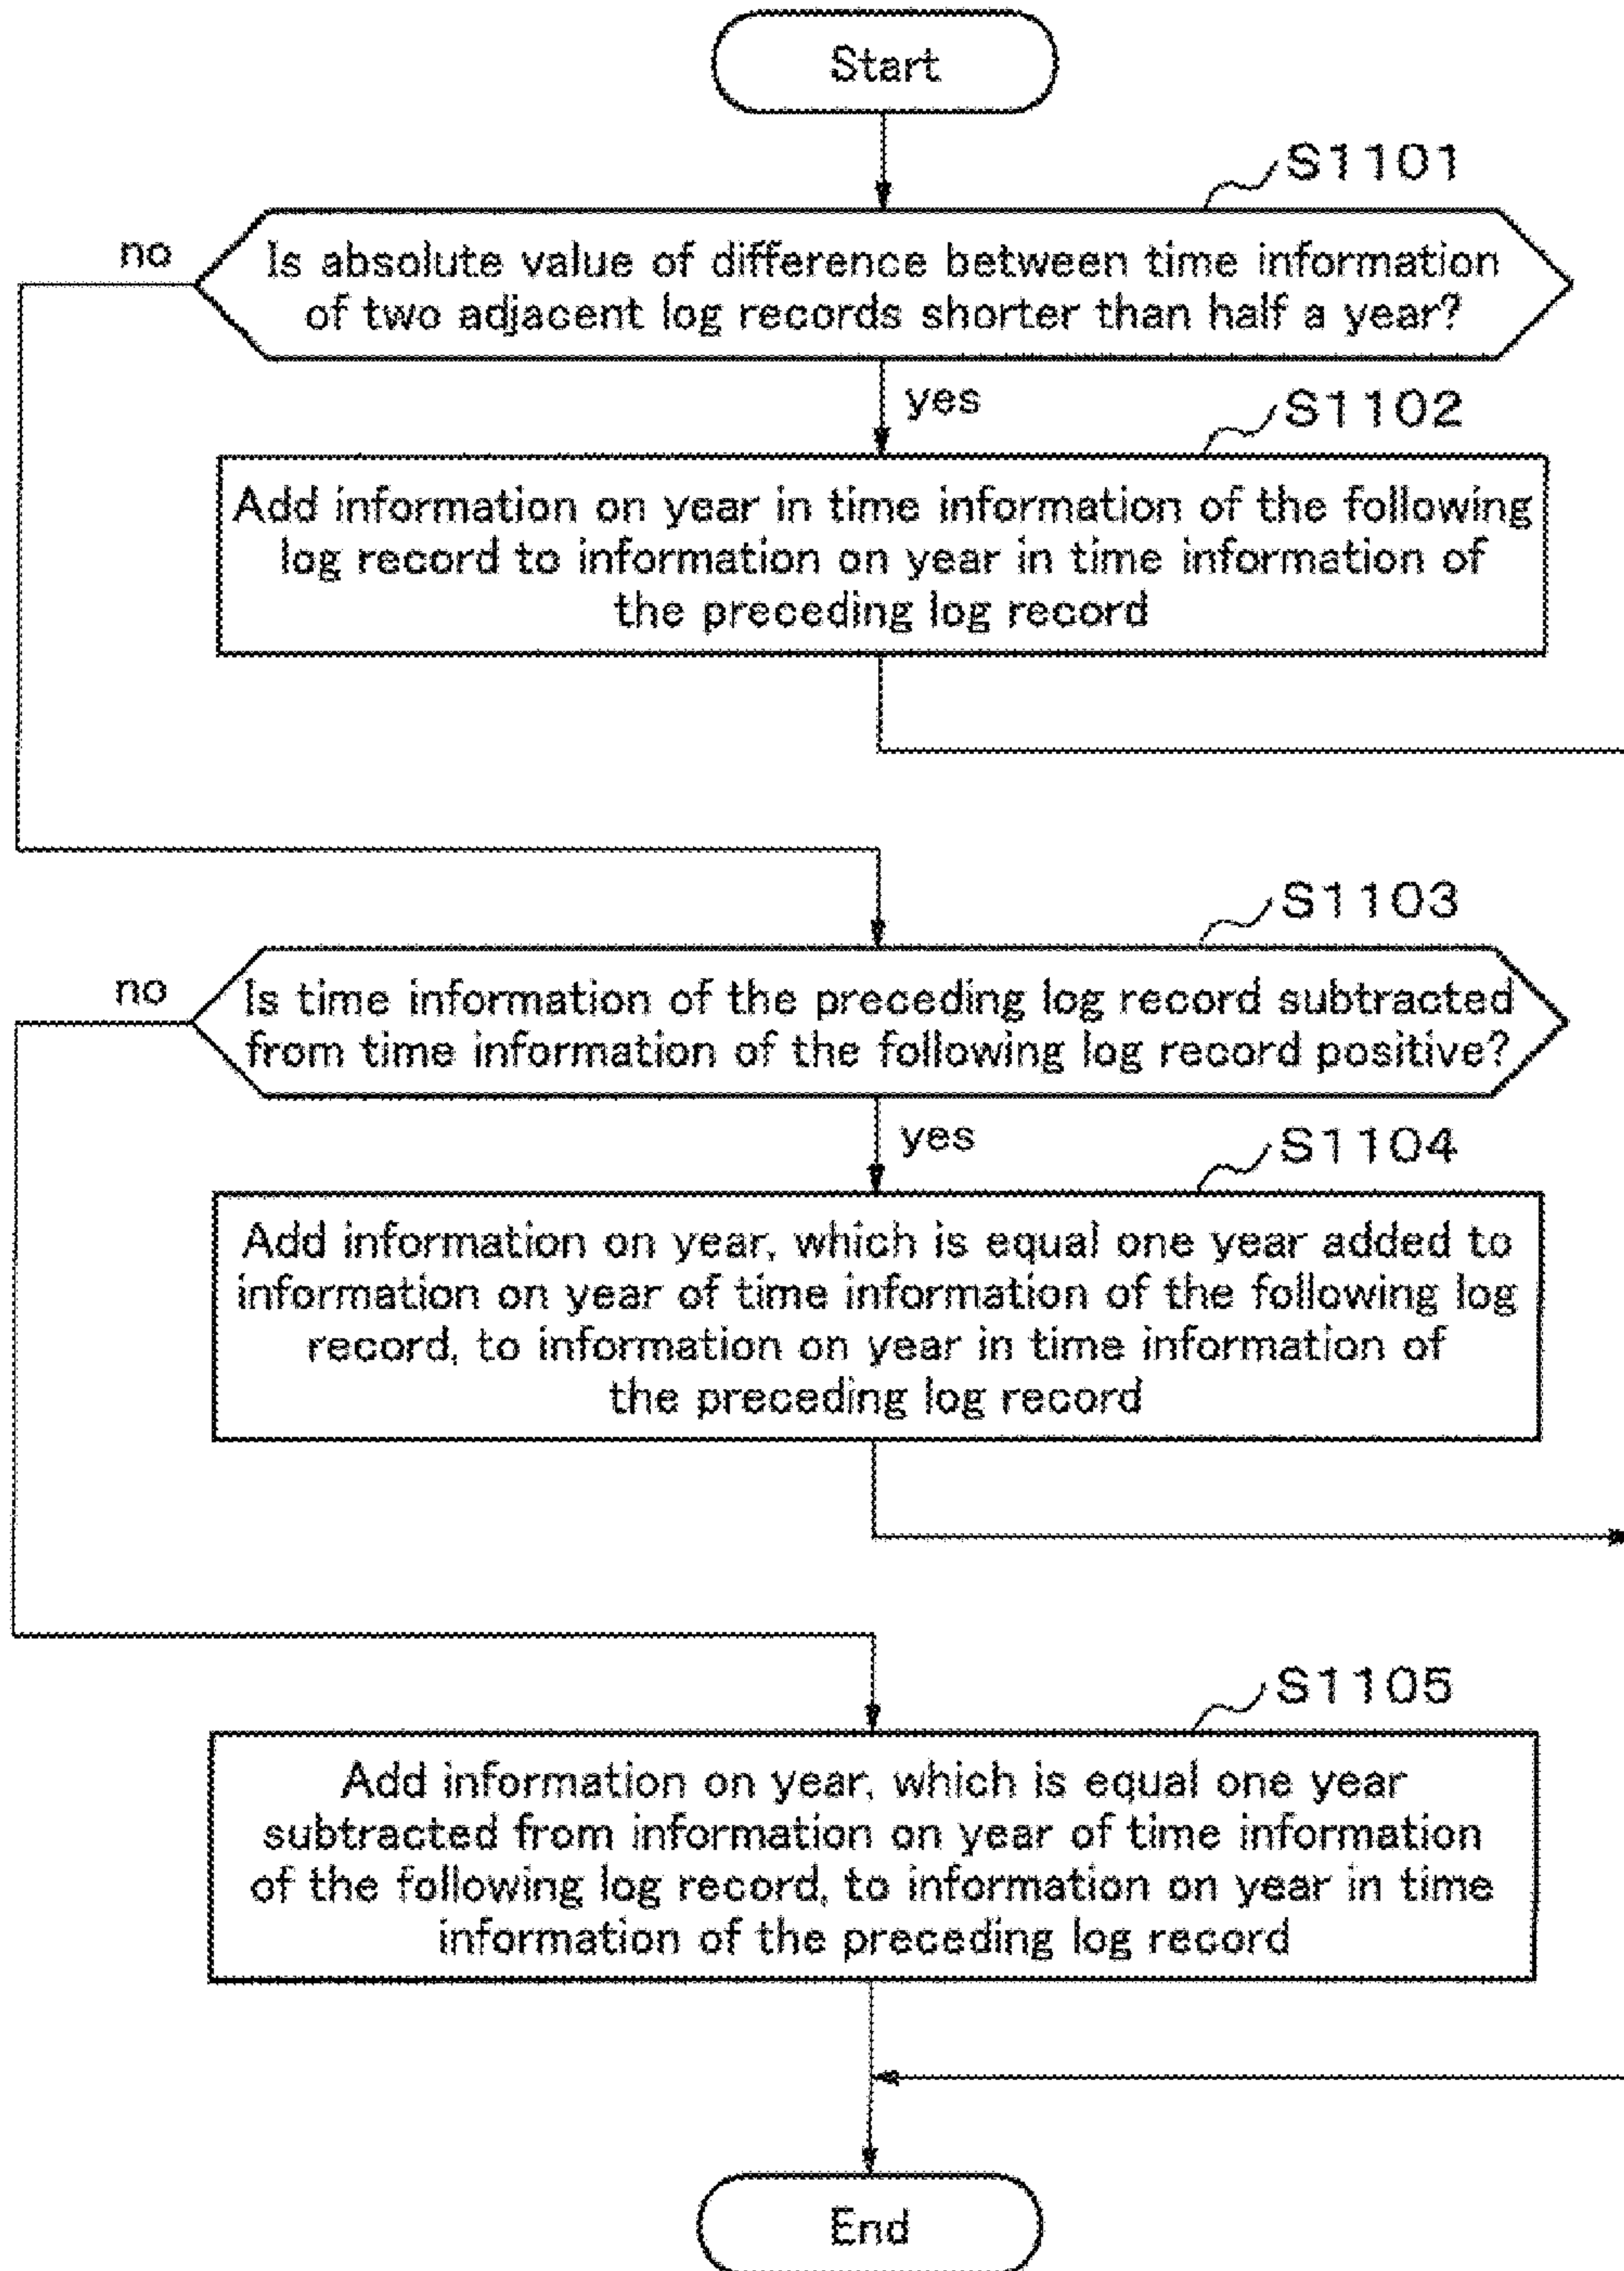 Start
S1101
no
Is absolute value of difference between time information
of two adjacent log records shorter than half a year?
yes
S1102
Add information on year in time information of the following
log record to information on year in time information of
the preceding log record
S1103
no
Is time information of the preceding log record subtracted
from time information of the following log record positive?
yes
S1104
Add information on year, which is equal one year added to
information on year of time information of the following log
record, to information on year in time information of
the preceding log record
S1105
Add information on year, which is equal one year
subtracted from information on year of time information
of the following log record, to information on year in time
information of the preceding log record
End